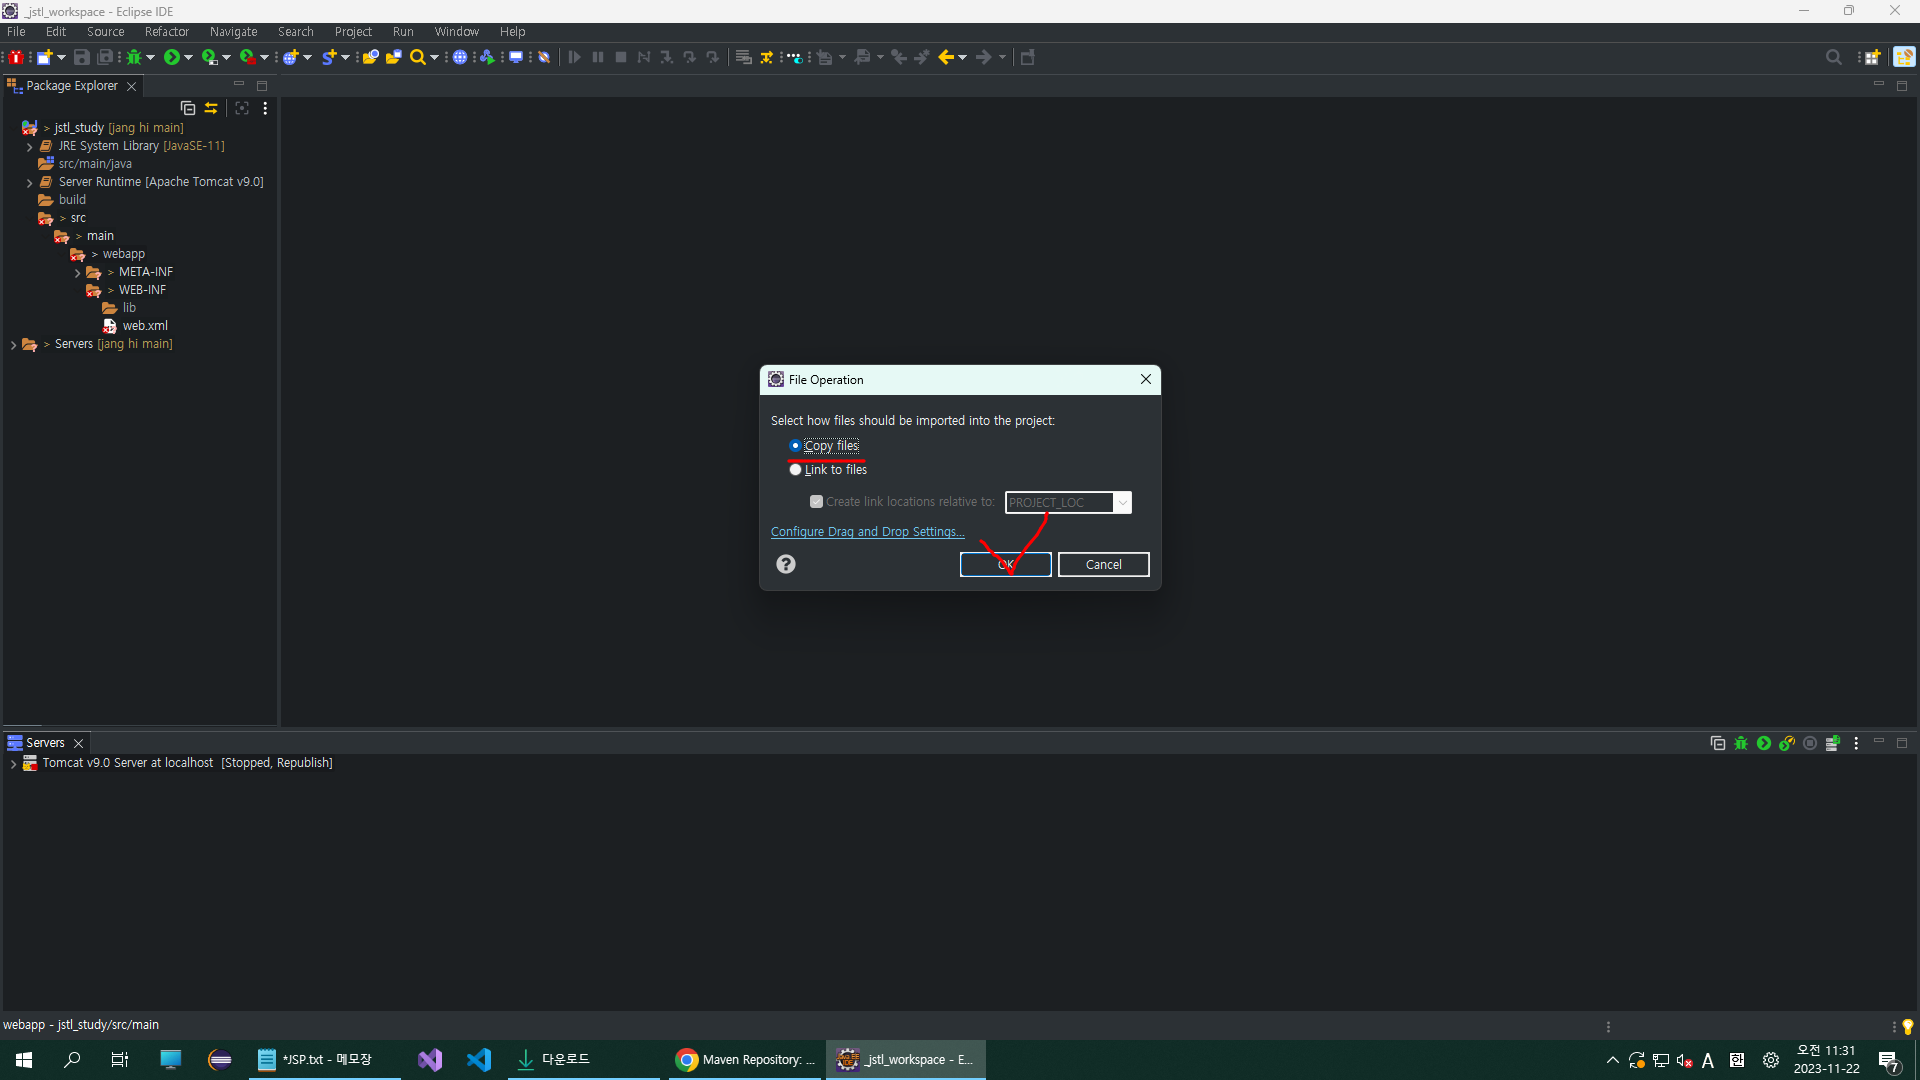 _jstl_workspace - Eclipse IDE
File Edit Source Refactor Navigate Search Project Run Window Help
Package Explorer
> jstl_study [jang hi main]
JRE System Library [JavaSE-11]
src/main/java
Server Runtime [Apache Tomcat v9.0]
build
> src
> main
> webapp
> META-INF
> WEB-INF
lib
web.xml
> Servers [jang hi main]
File Operation
Select how files should be imported into the project:
Copy files
Link to files
Create link locations relative to: PROJECT_LOC
Configure Drag and Drop Settings...
OK Cancel
Servers
Tomcat v9.0 Server at localhost [Stopped, Republish]
webapp - jstl_study/src/main
*JSP.txt - 메모장
다운로드
Maven Repository: ...
_jstl_workspace - E...
A
오전 11:31
2023-11-22
7